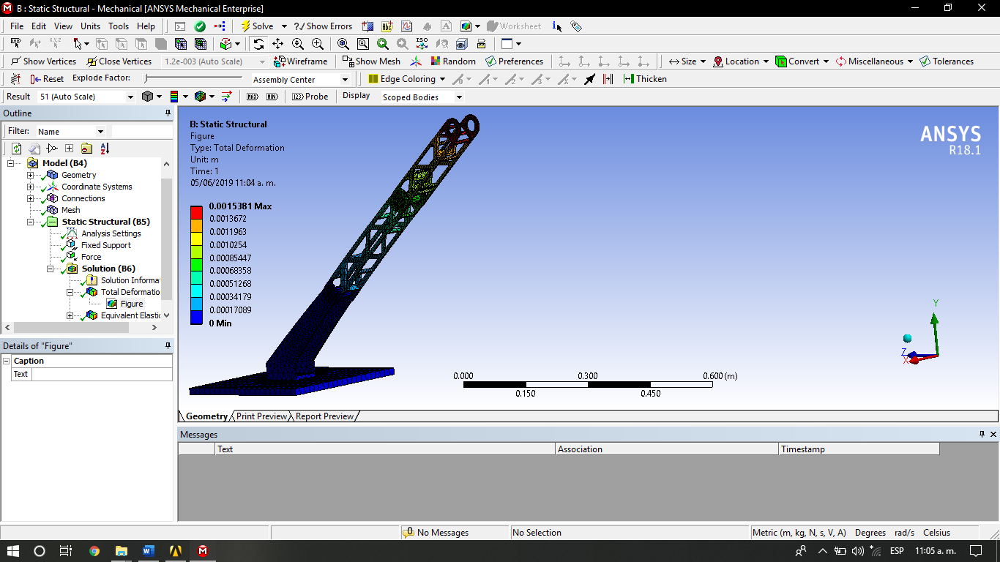 B : Static Structural - Mechanical [ANSYS Mechanical Enterprise]
File Edit View Units Tools Help Solve ?/ Show Errors Worksheet
Show Vertices Close Vertices 1.2e-003 (Auto Scale) Wireframe Show Mesh Random Preferences Size Location Convert Miscellaneous Tolerances
Reset Explode Factor: Assembly Center Edge Coloring Thicken
Result 51 (Auto Scale) MAX MIN 123 Probe Display Scoped Bodies
Outline
Filter: Name
Model (B4)
Geometry
Coordinate Systems
Connections
Mesh
Static Structural (B5)
Analysis Settings
Fixed Support
Force
Solution (B6)
Solution Informa
Total Deformatio
Figure
Equivalent Elastic
Details of "Figure"
Caption
Text
B: Static Structural
Figure
Type: Total Deformation
Unit: m
Time: 1
05/06/2019 11:04 a. m.
0.0015381 Max
0.0013672
0.0011963
0.0010254
0.00085447
0.00068358
0.00051268
0.00034179
0.00017089
0 Min
ANSYS
R18.1
Y
Z
X
0.000 0.300 0.600 (m)
0.150 0.450
Geometry Print Preview Report Preview
Messages
Text Association Timestamp
0 No Messages No Selection Metric (m, kg, N, s, V, A) Degrees rad/s Celsius
ESP 11:05 a. m.